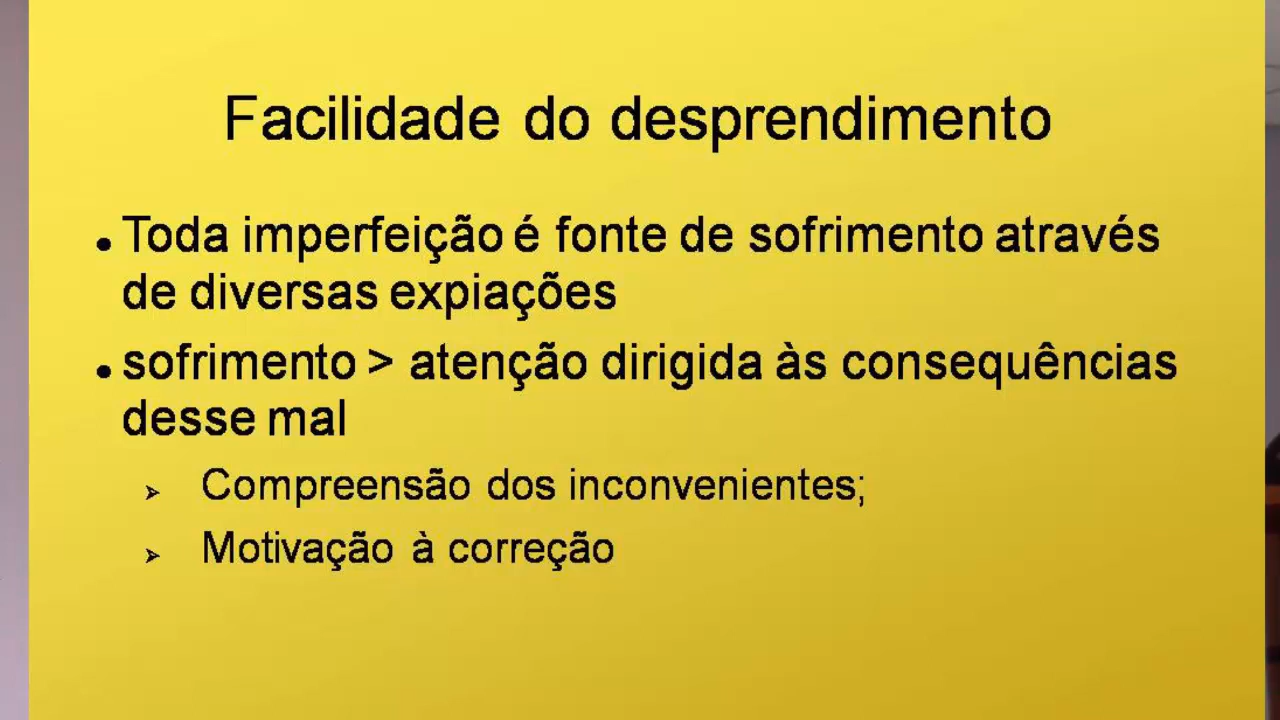 Facilidade do desprendimento
• Toda imperfeição é fonte de sofrimento através
de diversas expiações
• sofrimento > atenção dirigida às consequências
desse mal
➢ Compreensão dos inconvenientes;
➢ Motivação à correção